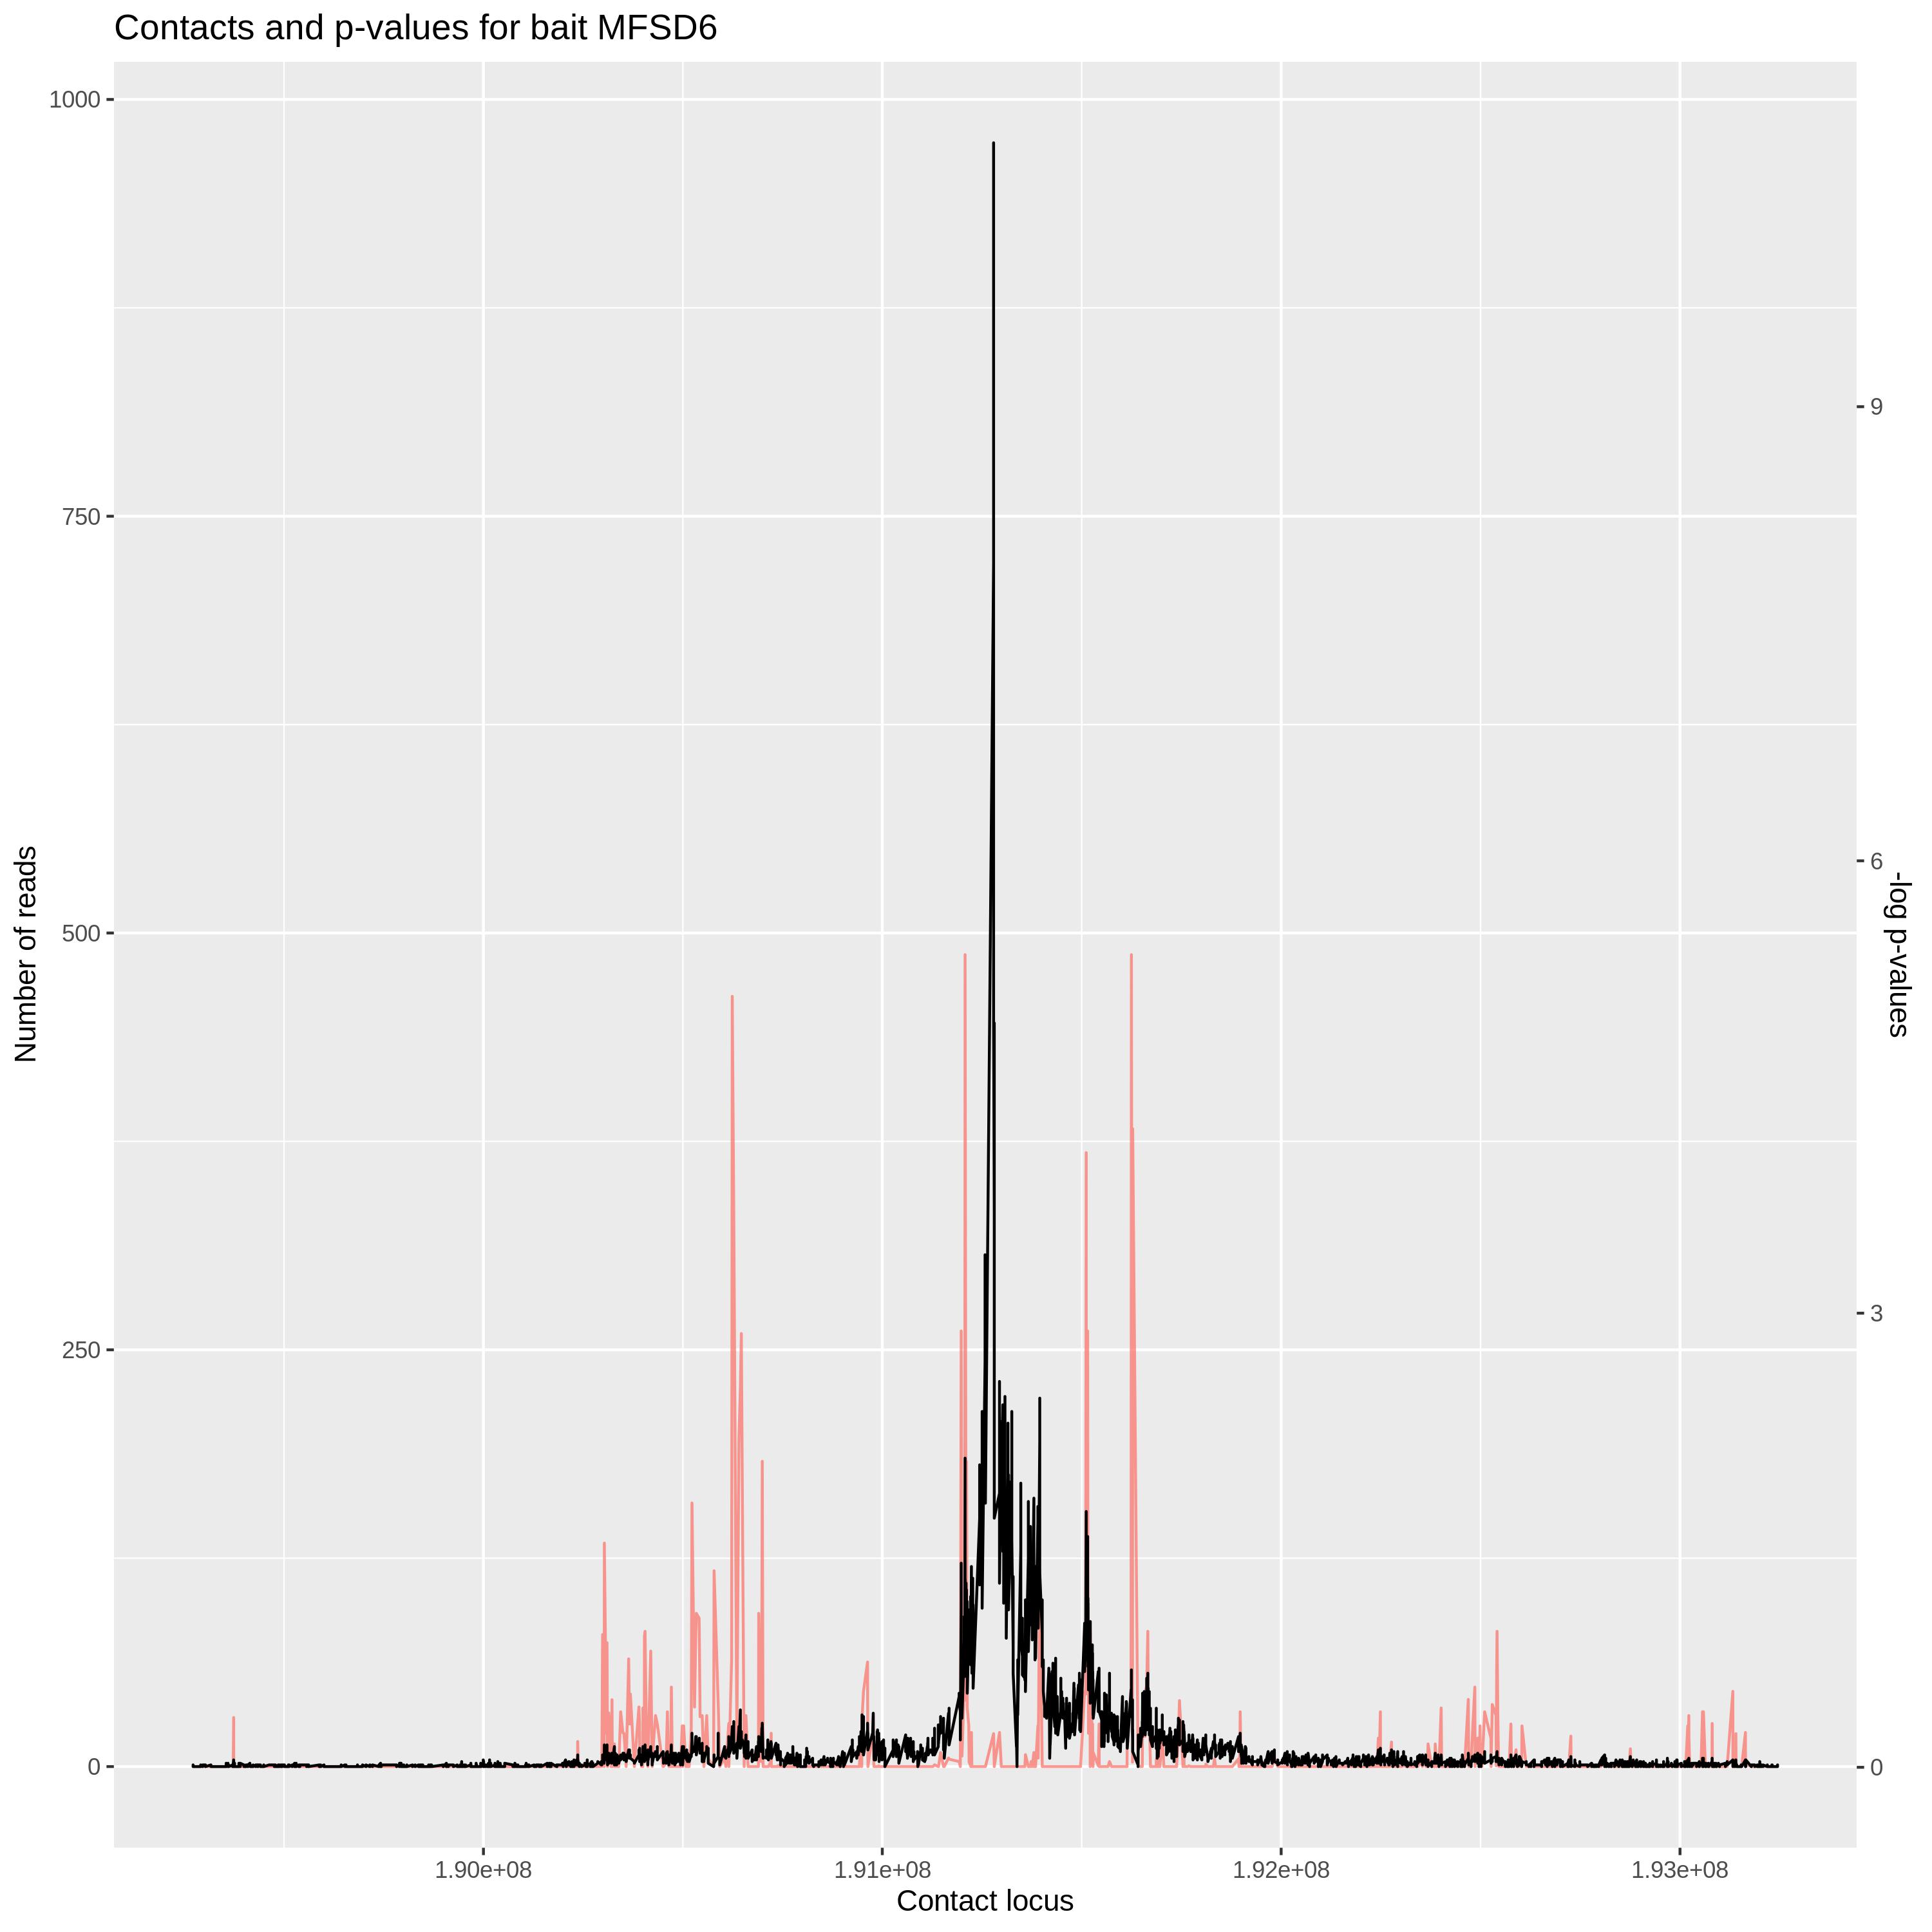 Contacts and p-values for bait MFSD6
1000
750
500
250
0
Number of reads
9
6
3
0
-log p-values
1.90e+08
1.91e+08
1.92e+08
1.93e+08
Contact locus